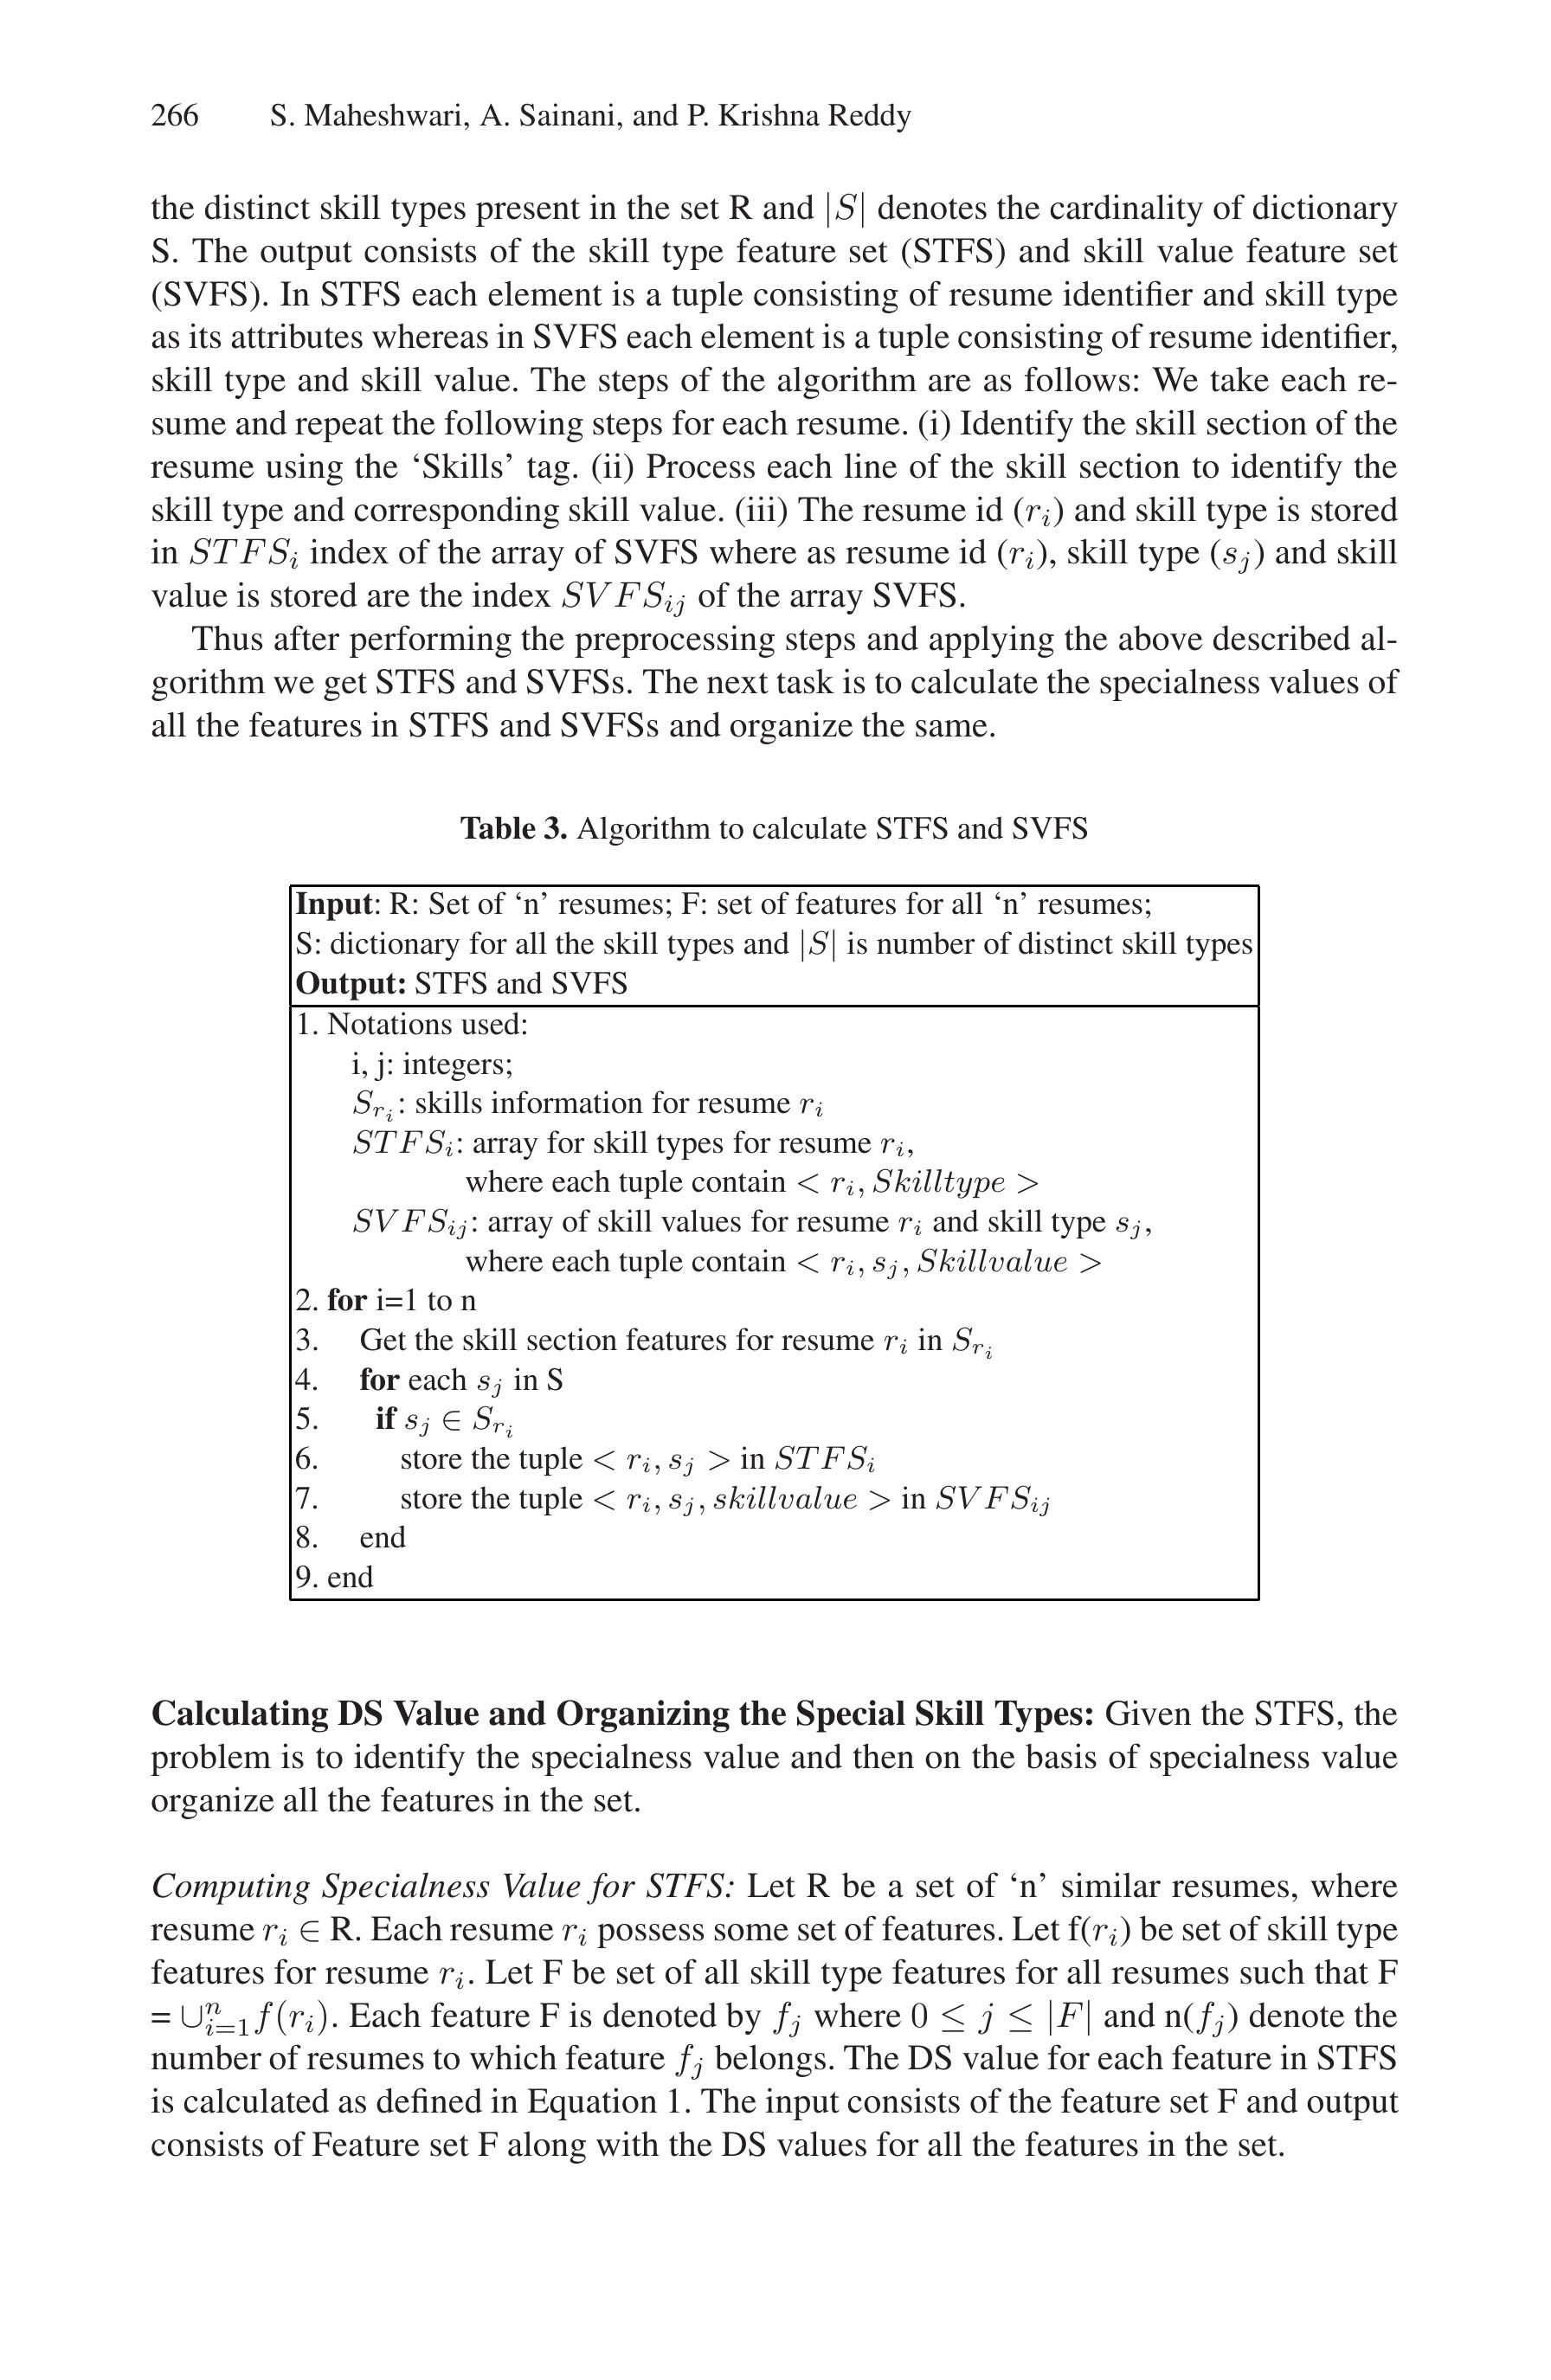 266 S. Maheshwari, A. Sainani, and P. Krishna Reddy
the distinct skill types present in the set R and |S| denotes the cardinality of dictionary
S. The output consists of the skill type feature set (STFS) and skill value feature set
(SVFS). In STFS each element is a tuple consisting of resume identifier and skill type
as its attributes whereas in SVFS each element is a tuple consisting of resume identifier,
skill type and skill value. The steps of the algorithm are as follows: We take each re-
sume and repeat the following steps for each resume. (i) Identify the skill section of the
resume using the ‘Skills’ tag. (ii) Process each line of the skill section to identify the
skill type and corresponding skill value. (iii) The resume id (r_i) and skill type is stored
in STFS_i index of the array of SVFS where as resume id (r_i), skill type (s_j) and skill
value is stored are the index SVFS_{ij} of the array SVFS.
Thus after performing the preprocessing steps and applying the above described al-
gorithm we get STFS and SVFSs. The next task is to calculate the specialness values of
all the features in STFS and SVFSs and organize the same.
Table 3. Algorithm to calculate STFS and SVFS
Input: R: Set of ‘n’ resumes; F: set of features for all ‘n’ resumes;
S: dictionary for all the skill types and |S| is number of distinct skill types
Output: STFS and SVFS
1. Notations used:
i, j: integers;
S_{r_i}: skills information for resume r_i
STFS_i: array for skill types for resume r_i,
where each tuple contain < r_i, Skilltype >
SVFS_{ij}: array of skill values for resume r_i and skill type s_j,
where each tuple contain < r_i, s_j, Skillvalue >
2. for i=1 to n
3. Get the skill section features for resume r_i in S_{r_i}
4. for each s_j in S
5. if s_j ∈ S_{r_i}
6. store the tuple < r_i, s_j > in STFS_i
7. store the tuple < r_i, s_j, skillvalue > in SVFS_{ij}
8. end
9. end
Calculating DS Value and Organizing the Special Skill Types: Given the STFS, the
problem is to identify the specialness value and then on the basis of specialness value
organize all the features in the set.
Computing Specialness Value for STFS: Let R be a set of ‘n’ similar resumes, where
resume r_i ∈ R. Each resume r_i possess some set of features. Let f(r_i) be set of skill type
features for resume r_i. Let F be set of all skill type features for all resumes such that F
= ∪_{i=1}^n f(r_i). Each feature F is denoted by f_j where 0 ≤ j ≤ |F| and n(f_j) denote the
number of resumes to which feature f_j belongs. The DS value for each feature in STFS
is calculated as defined in Equation 1. The input consists of the feature set F and output
consists of Feature set F along with the DS values for all the features in the set.